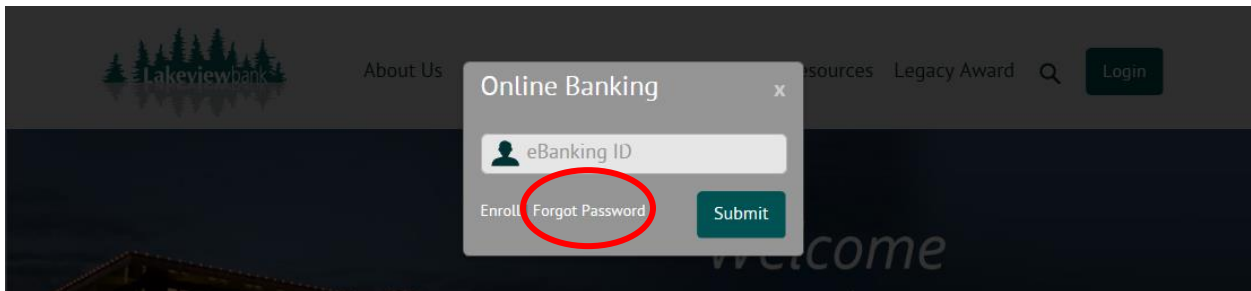 Lakeviewbank
About Us
esources Legacy Award
Login
Online Banking
x
eBanking ID
Enroll Forgot Password
Submit
Welcome